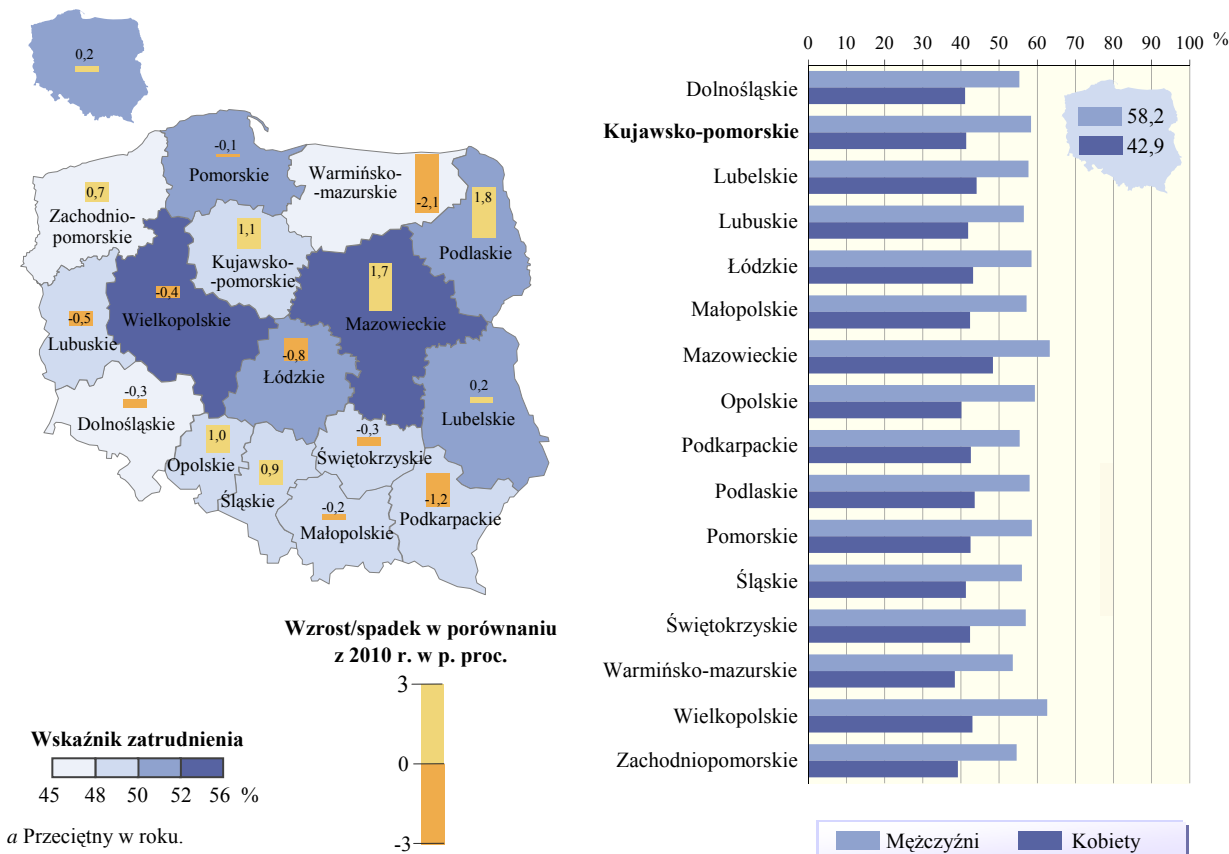 0,2
-0,1
Pomorskie
Warmińsko-
-mazurskie
-2,1
1,8
Podlaskie
0,7
Zachodnio-
pomorskie
1,1
Kujawsko-
-pomorskie
1,7
Mazowieckie
-0,4
Wielkopolskie
-0,5
Lubuskie
-0,8
Łódzkie
0,2
Lubelskie
-0,3
Dolnośląskie
1,0
Opolskie
0,9
Śląskie
-0,3
Świętokrzyskie
-0,2
Małopolskie
-1,2
Podkarpackie
Wzrost/spadek w porównaniu
z 2010 r. w p. proc.
3
0
-3
Wskaźnik zatrudnienia
45 48 50 52 56 %
a Przeciętny w roku.
0 10 20 30 40 50 60 70 80 90 100 %
Dolnośląskie
Kujawsko-pomorskie
Lubelskie
Lubuskie
Łódzkie
Małopolskie
Mazowieckie
Opolskie
Podkarpackie
Podlaskie
Pomorskie
Śląskie
Świętokrzyskie
Warmińsko-mazurskie
Wielkopolskie
Zachodniopomorskie
58,2
42,9
Mężczyźni Kobiety